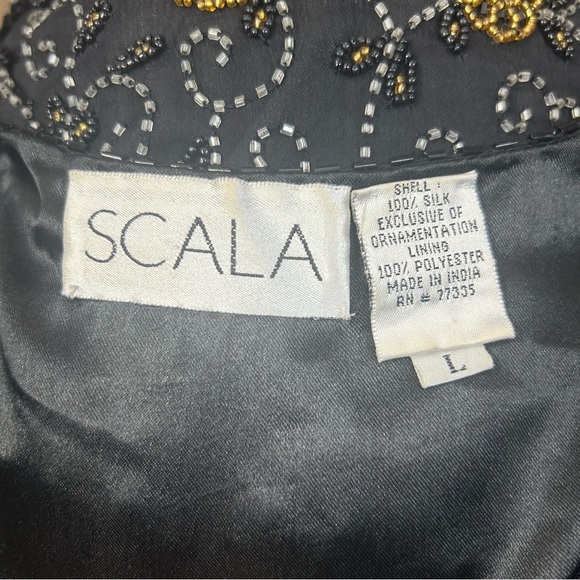 SCALA
SHELL :
100% SILK
EXCLUSIVE OF
ORNAMENTATION
LINING
100% POLYESTER
MADE IN INDIA
RN # 77335
L